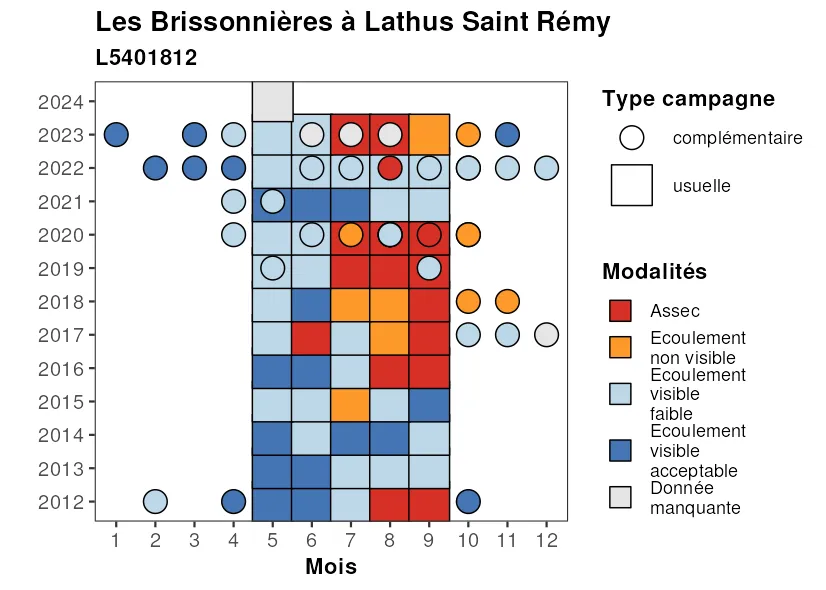 Les Brissonnières à Lathus Saint Rémy
L5401812
2024
2023
2022
2021
2020
2019
2018
2017
2016
2015
2014
2013
2012
1 2 3 4 5 6 7 8 9 10 11 12
Mois
Type campagne
complémentaire
usuelle
Modalités
Assec
Ecoulement
non visible
Ecoulement
visible
faible
Ecoulement
visible
acceptable
Donnée
manquante